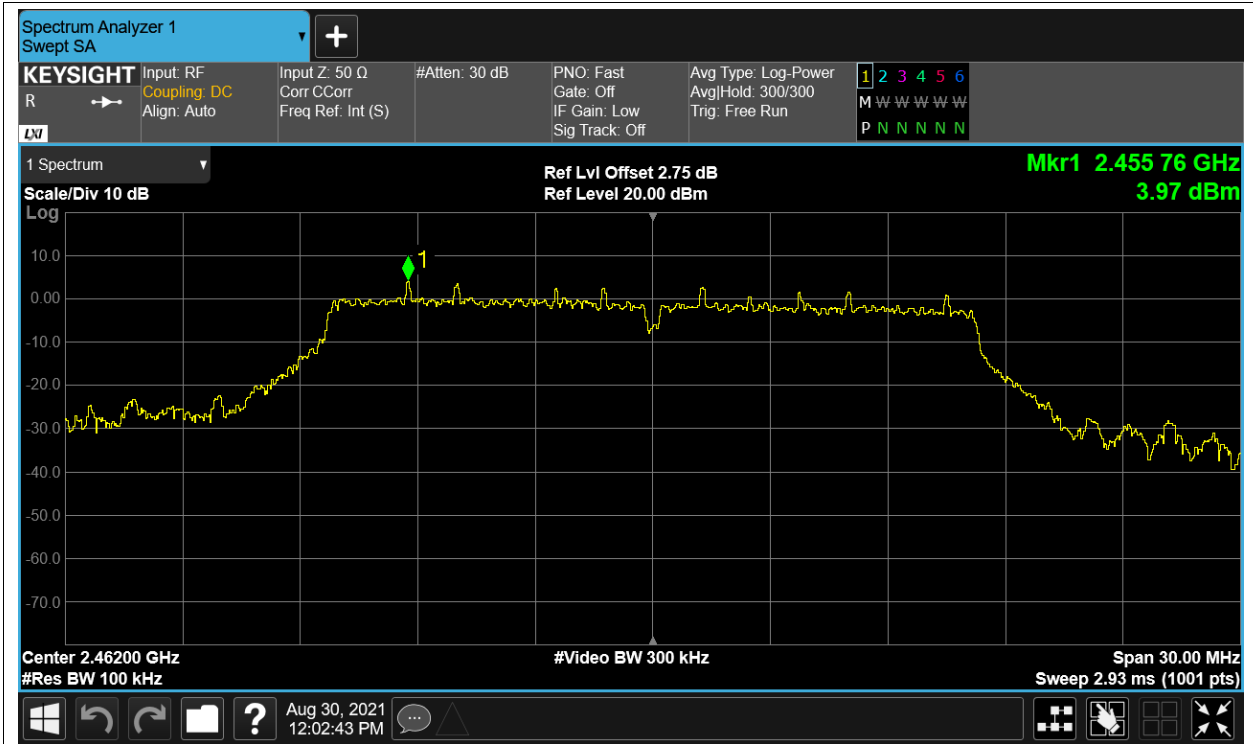 Spectrum Analyzer 1
Swept SA
+
KEYSIGHT
R
LXI
Input: RF
Coupling: DC
Align: Auto
Input Z: 50 Ω
Corr CCorr
Freq Ref: Int (S)
#Atten: 30 dB
PNO: Fast
Gate: Off
IF Gain: Low
Sig Track: Off
Avg Type: Log-Power
Avg|Hold: 300/300
Trig: Free Run
1 2 3 4 5 6
M W W W W W
P N N N N N
1 Spectrum
Scale/Div 10 dB
Log
Ref Lvl Offset 2.75 dB
Ref Level 20.00 dBm
Mkr1 2.455 76 GHz
3.97 dBm
1
10.0
0.00
-10.0
-20.0
-30.0
-40.0
-50.0
-60.0
-70.0
Center 2.46200 GHz
#Res BW 100 kHz
#Video BW 300 kHz
Span 30.00 MHz
Sweep 2.93 ms (1001 pts)
?
Aug 30, 2021
12:02:43 PM